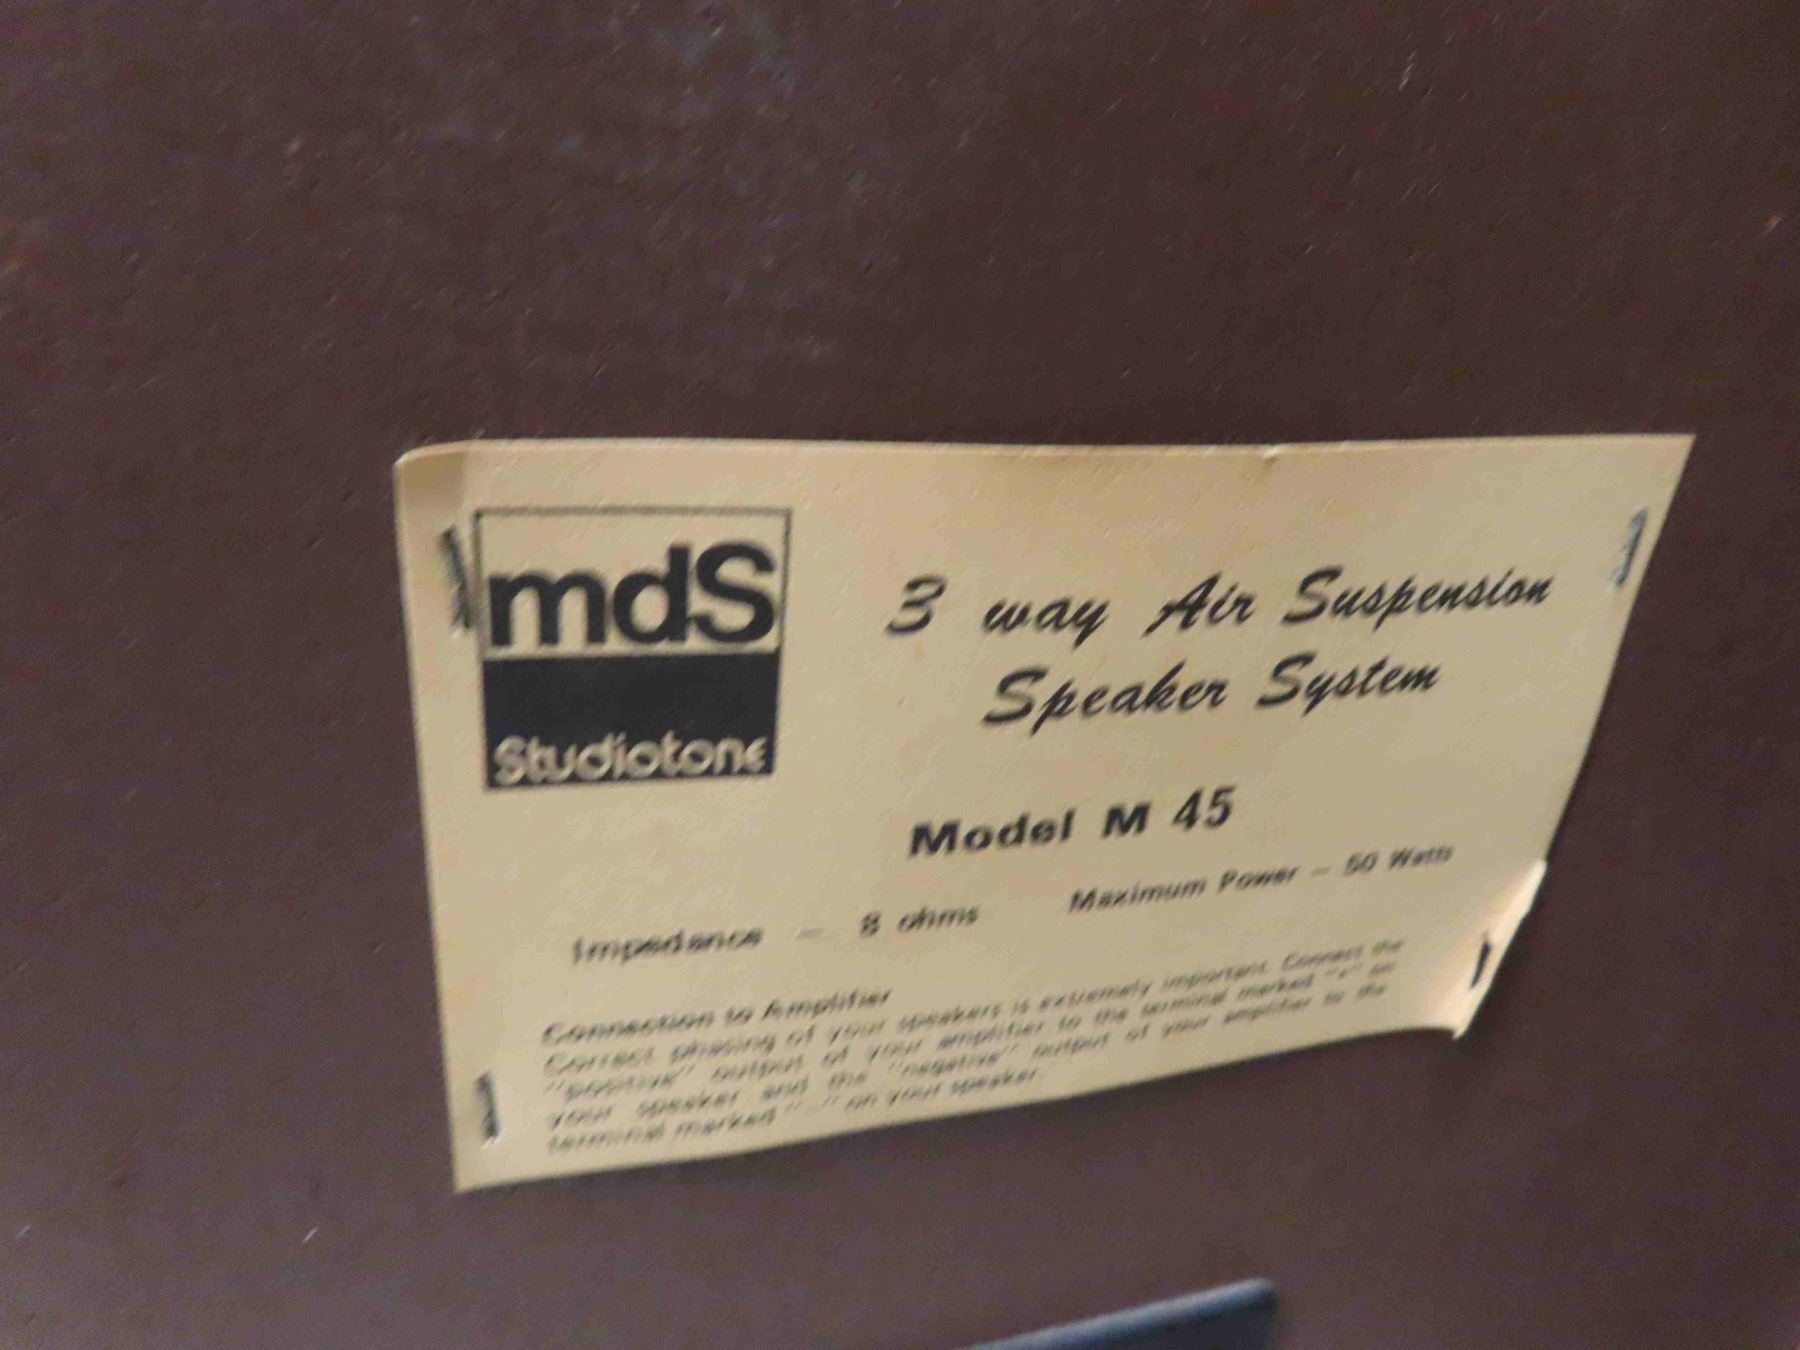 mdS
Studiotone
3 way Air Suspension
Speaker System
Model M 45
Impedance – 8 ohms Maximum Power – 50 Watts
Connection to Amplifier
Correct phasing of your speakers is extremely important. Connect the
"positive" output of your amplifier to the terminal marked "+" on
your speaker and the "negative" output of your amplifier to the
terminal marked "–" on your speaker.